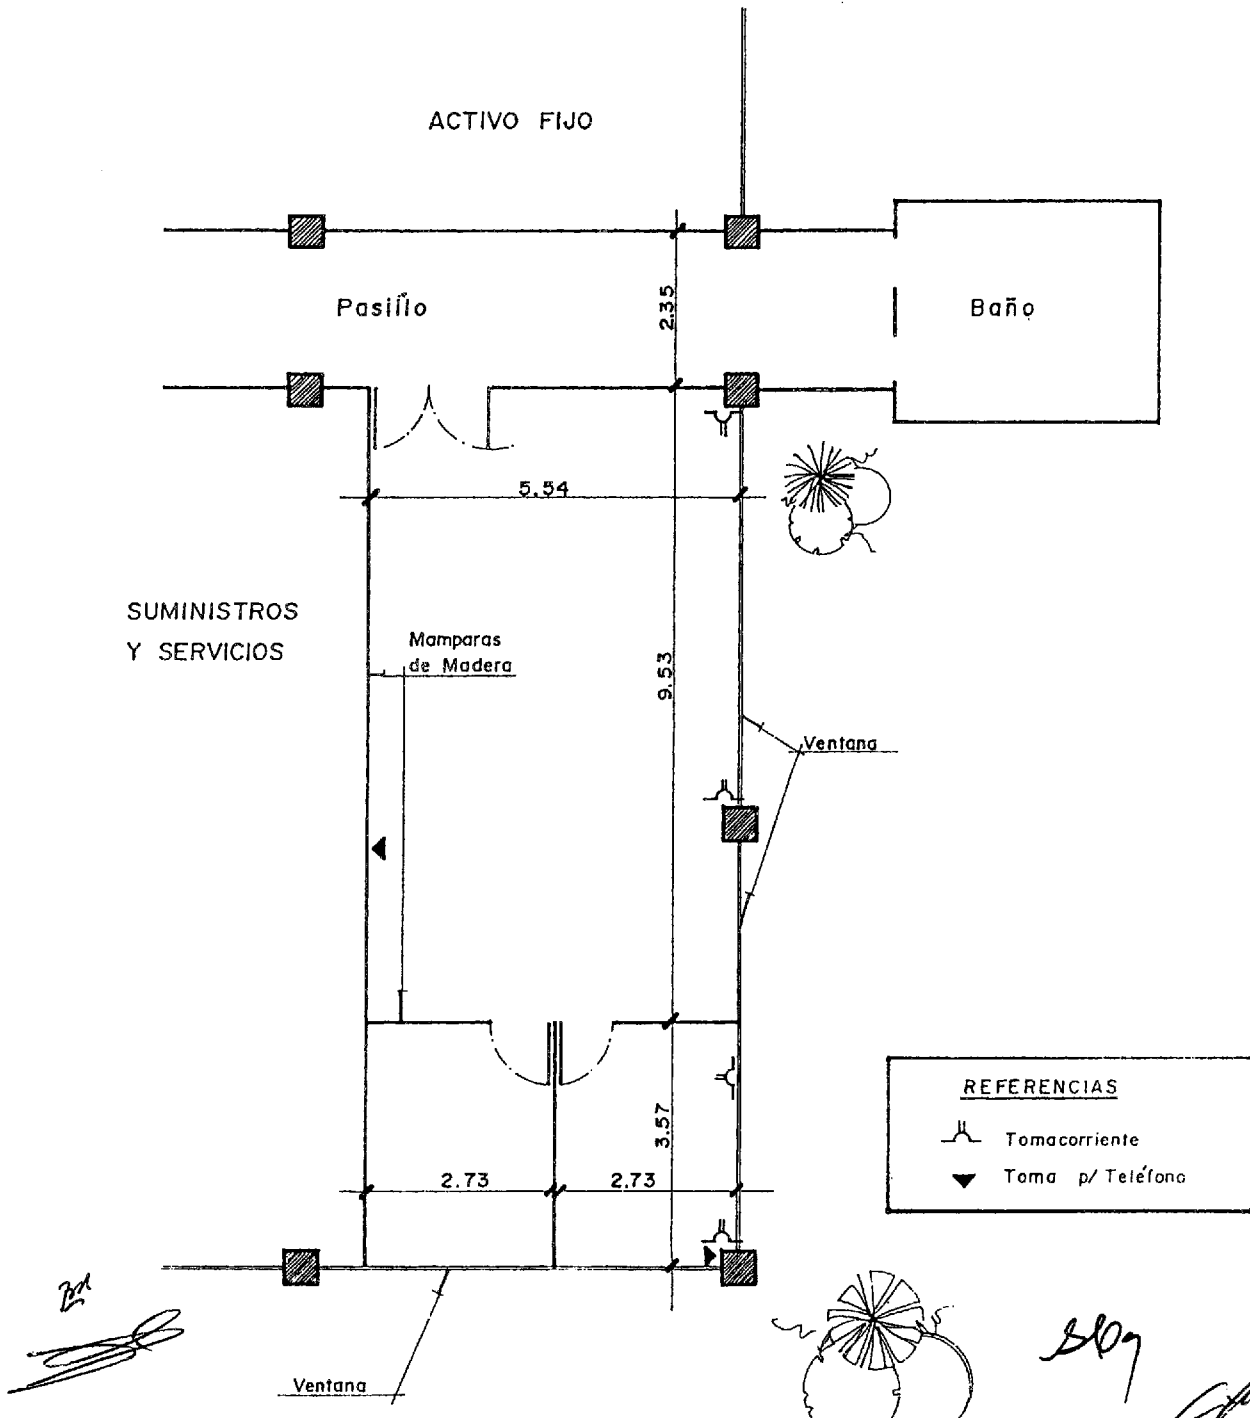 ACTIVO FIJO
Pasillo
2.35
Baño
5.54
SUMINISTROS
Y SERVICIOS
Mamparas
de Madera
9.53
Ventana
REFERENCIAS
Tomacorriente
Toma p/ Teléfono
3.57
2.73
2.73
Ventana